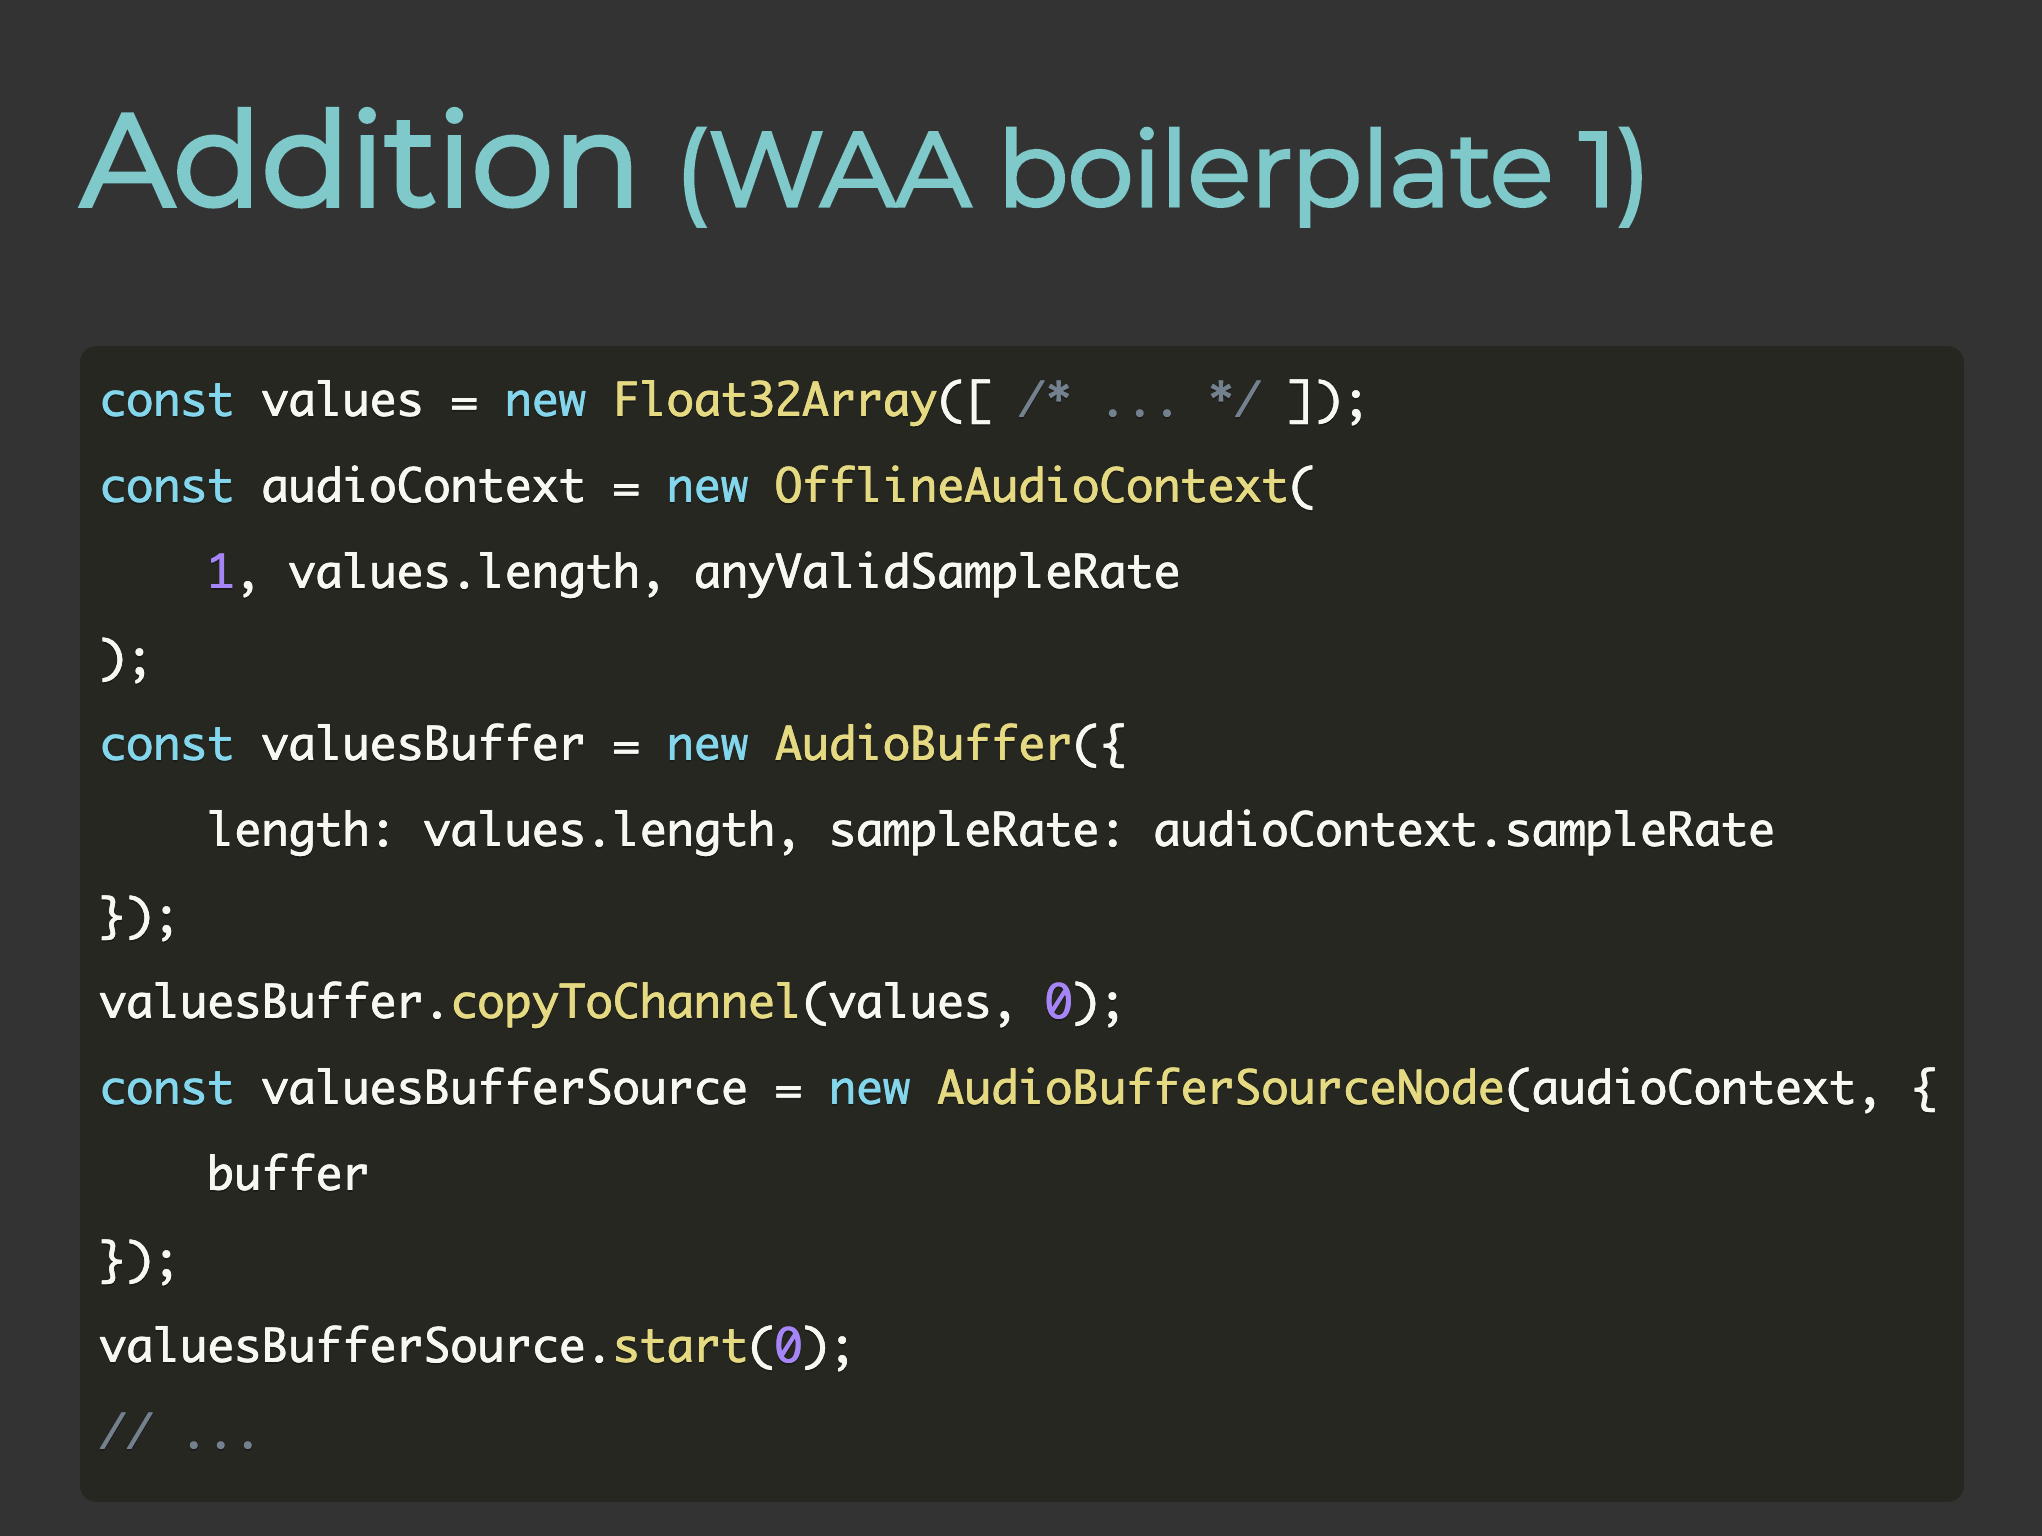 Addition (WAA boilerplate 1)
const values = new Float32Array([ /* ... */ ]);
const audioContext = new OfflineAudioContext(
    1, values.length, anyValidSampleRate
);
const valuesBuffer = new AudioBuffer({
    length: values.length, sampleRate: audioContext.sampleRate
});
valuesBuffer.copyToChannel(values, 0);
const valuesBufferSource = new AudioBufferSourceNode(audioContext, {
    buffer
});
valuesBufferSource.start(0);
// ...